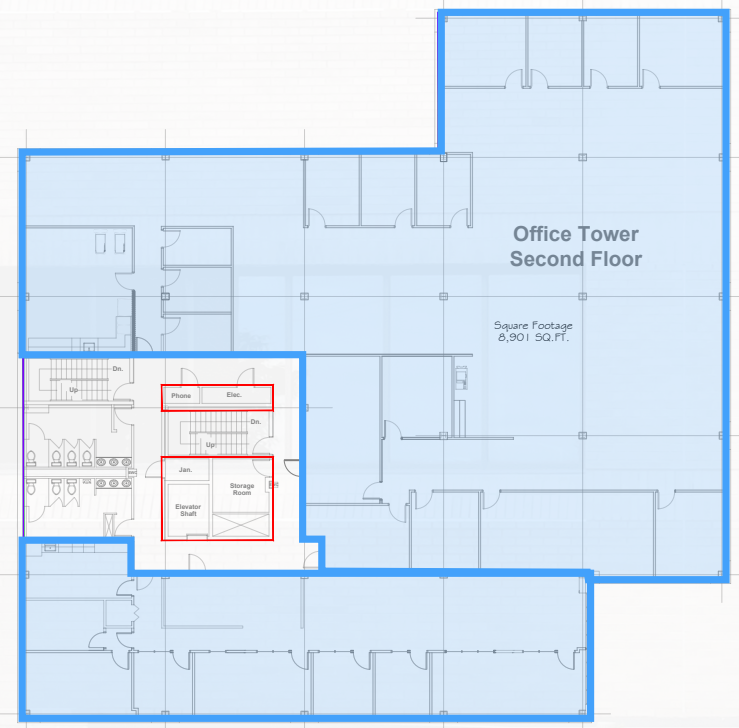 Office Tower
Second Floor
Square Footage
8,901 SQ.FT.
Dn.
Up
Phone
Elec.
Dn.
Up
Jan.
Storage
Room
Elevator
Shaft